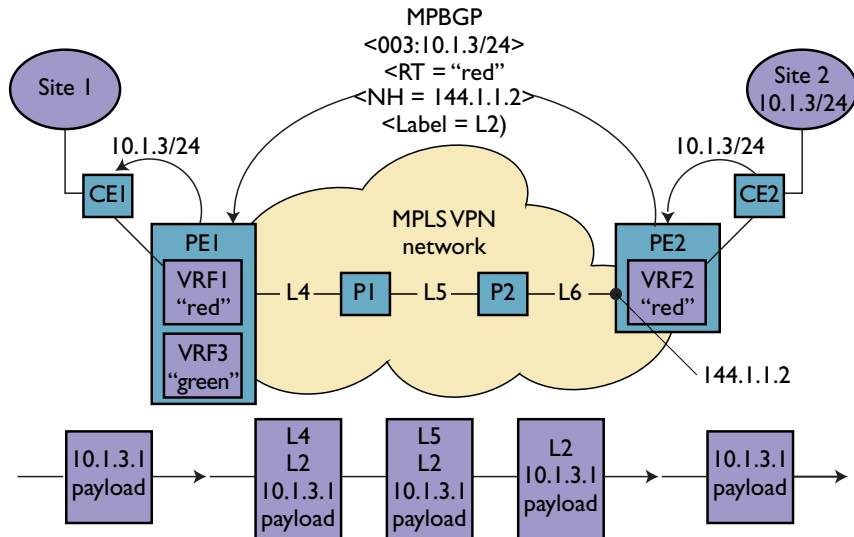 MPBGP
<003:10.1.3/24>
<RT = “red”
<NH = 144.1.1.2>
<Label = L2)
Site 1
Site 2
10.1.3/24
10.1.3/24
10.1.3/24
CE1
CE2
MPLS VPN
network
PE1
PE2
VRF1
“red”
L4
P1
L5
P2
L6
VRF2
“red”
VRF3
“green”
144.1.1.2
10.1.3.1
payload
L4
L2
10.1.3.1
payload
L5
L2
10.1.3.1
payload
L2
10.1.3.1
payload
10.1.3.1
payload